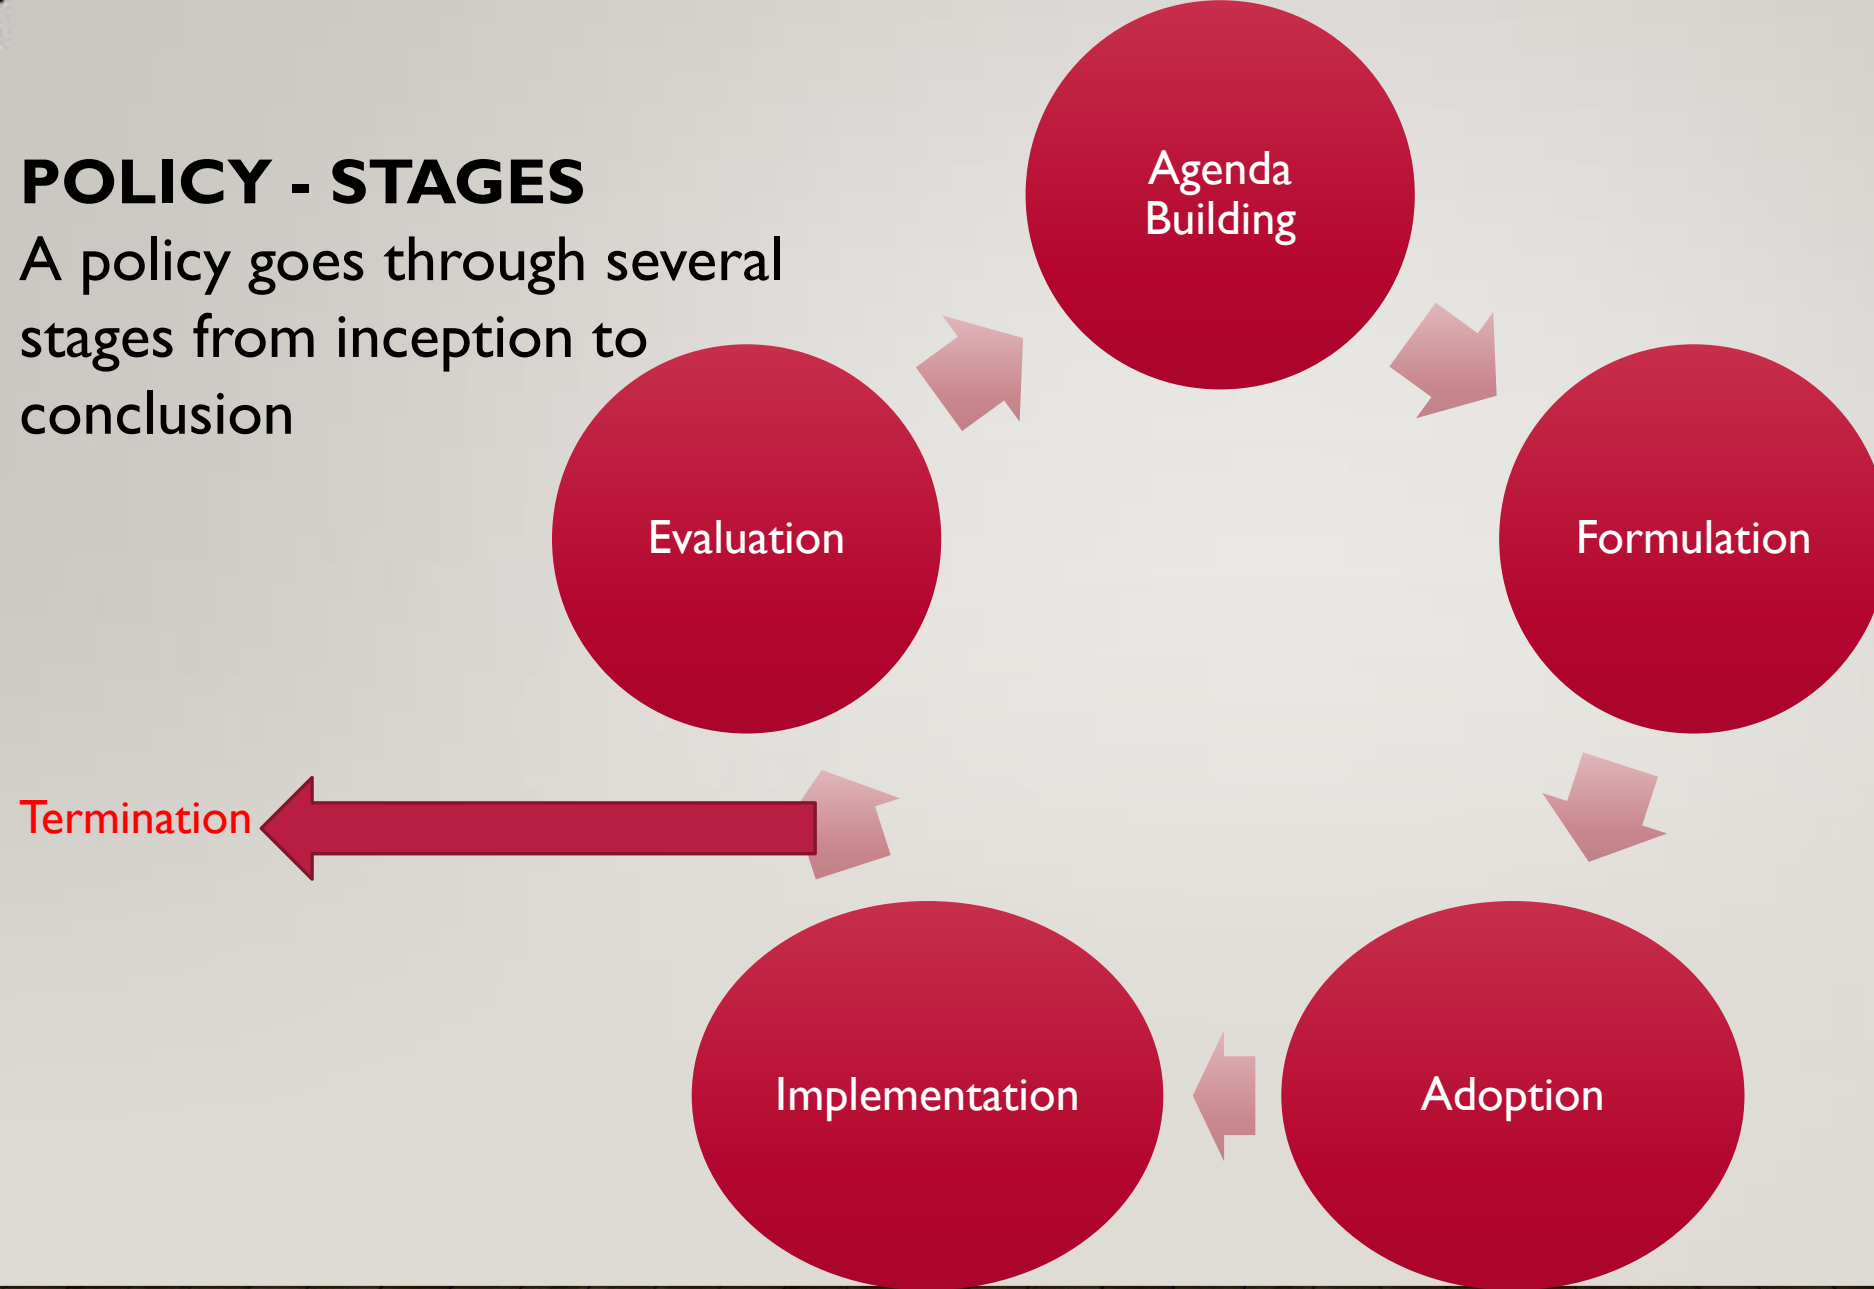 POLICY - STAGES
A policy goes through several
stages from inception to
conclusion
Agenda
Building
Formulation
Adoption
Implementation
Evaluation
Termination